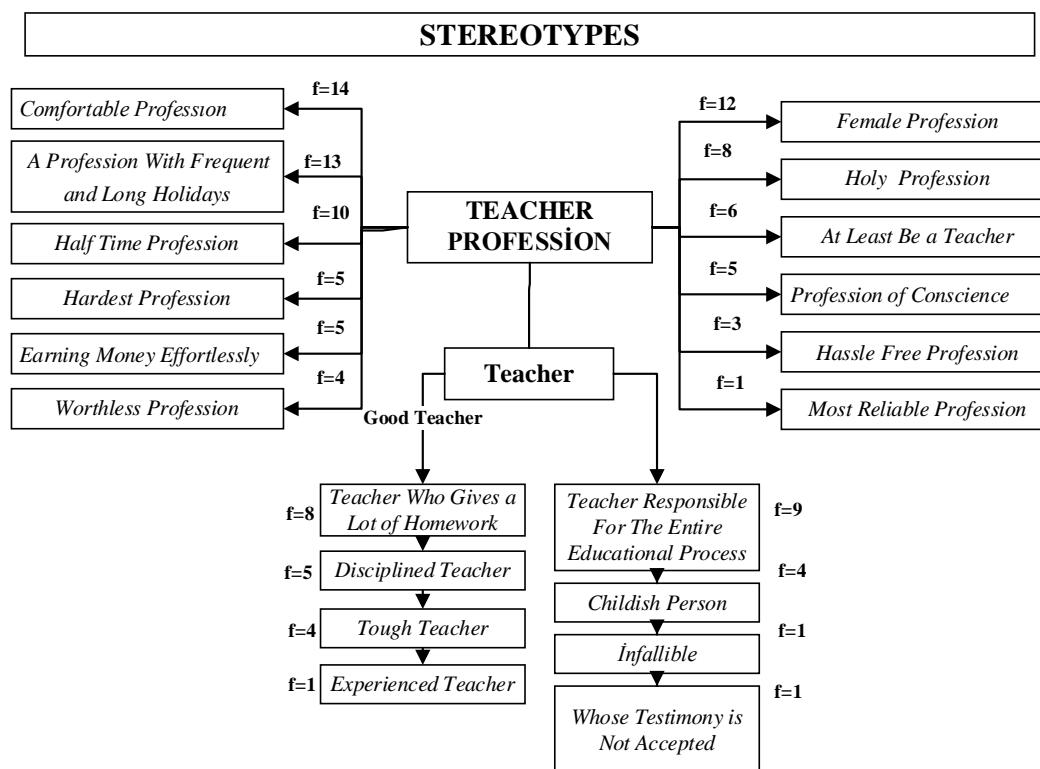 STEREOTYPES
f=14
Comfortable Professıon
f=13
A Profession With Frequent
and Long Holidays
f=10
Half Time Profession
f=5
Hardest Profession
f=5
Earning Money Effortlessly
f=4
Worthless Profession
TEACHER
PROFESSİON
f=12
Female Profession
f=8
Holy Profession
f=6
At Least Be a Teacher
f=5
Profession of Conscience
f=3
Hassle Free Profession
f=1
Most Reliable Profession
Teacher
Good Teacher
f=8
Teacher Who Gives a
Lot of Homework
f=5
Disciplined Teacher
f=4
Tough Teacher
f=1
Experienced Teacher
f=9
Teacher Responsible
For The Entire
Educational Process
f=4
Childish Person
f=1
İnfallible
f=1
Whose Testimony is
Not Accepted